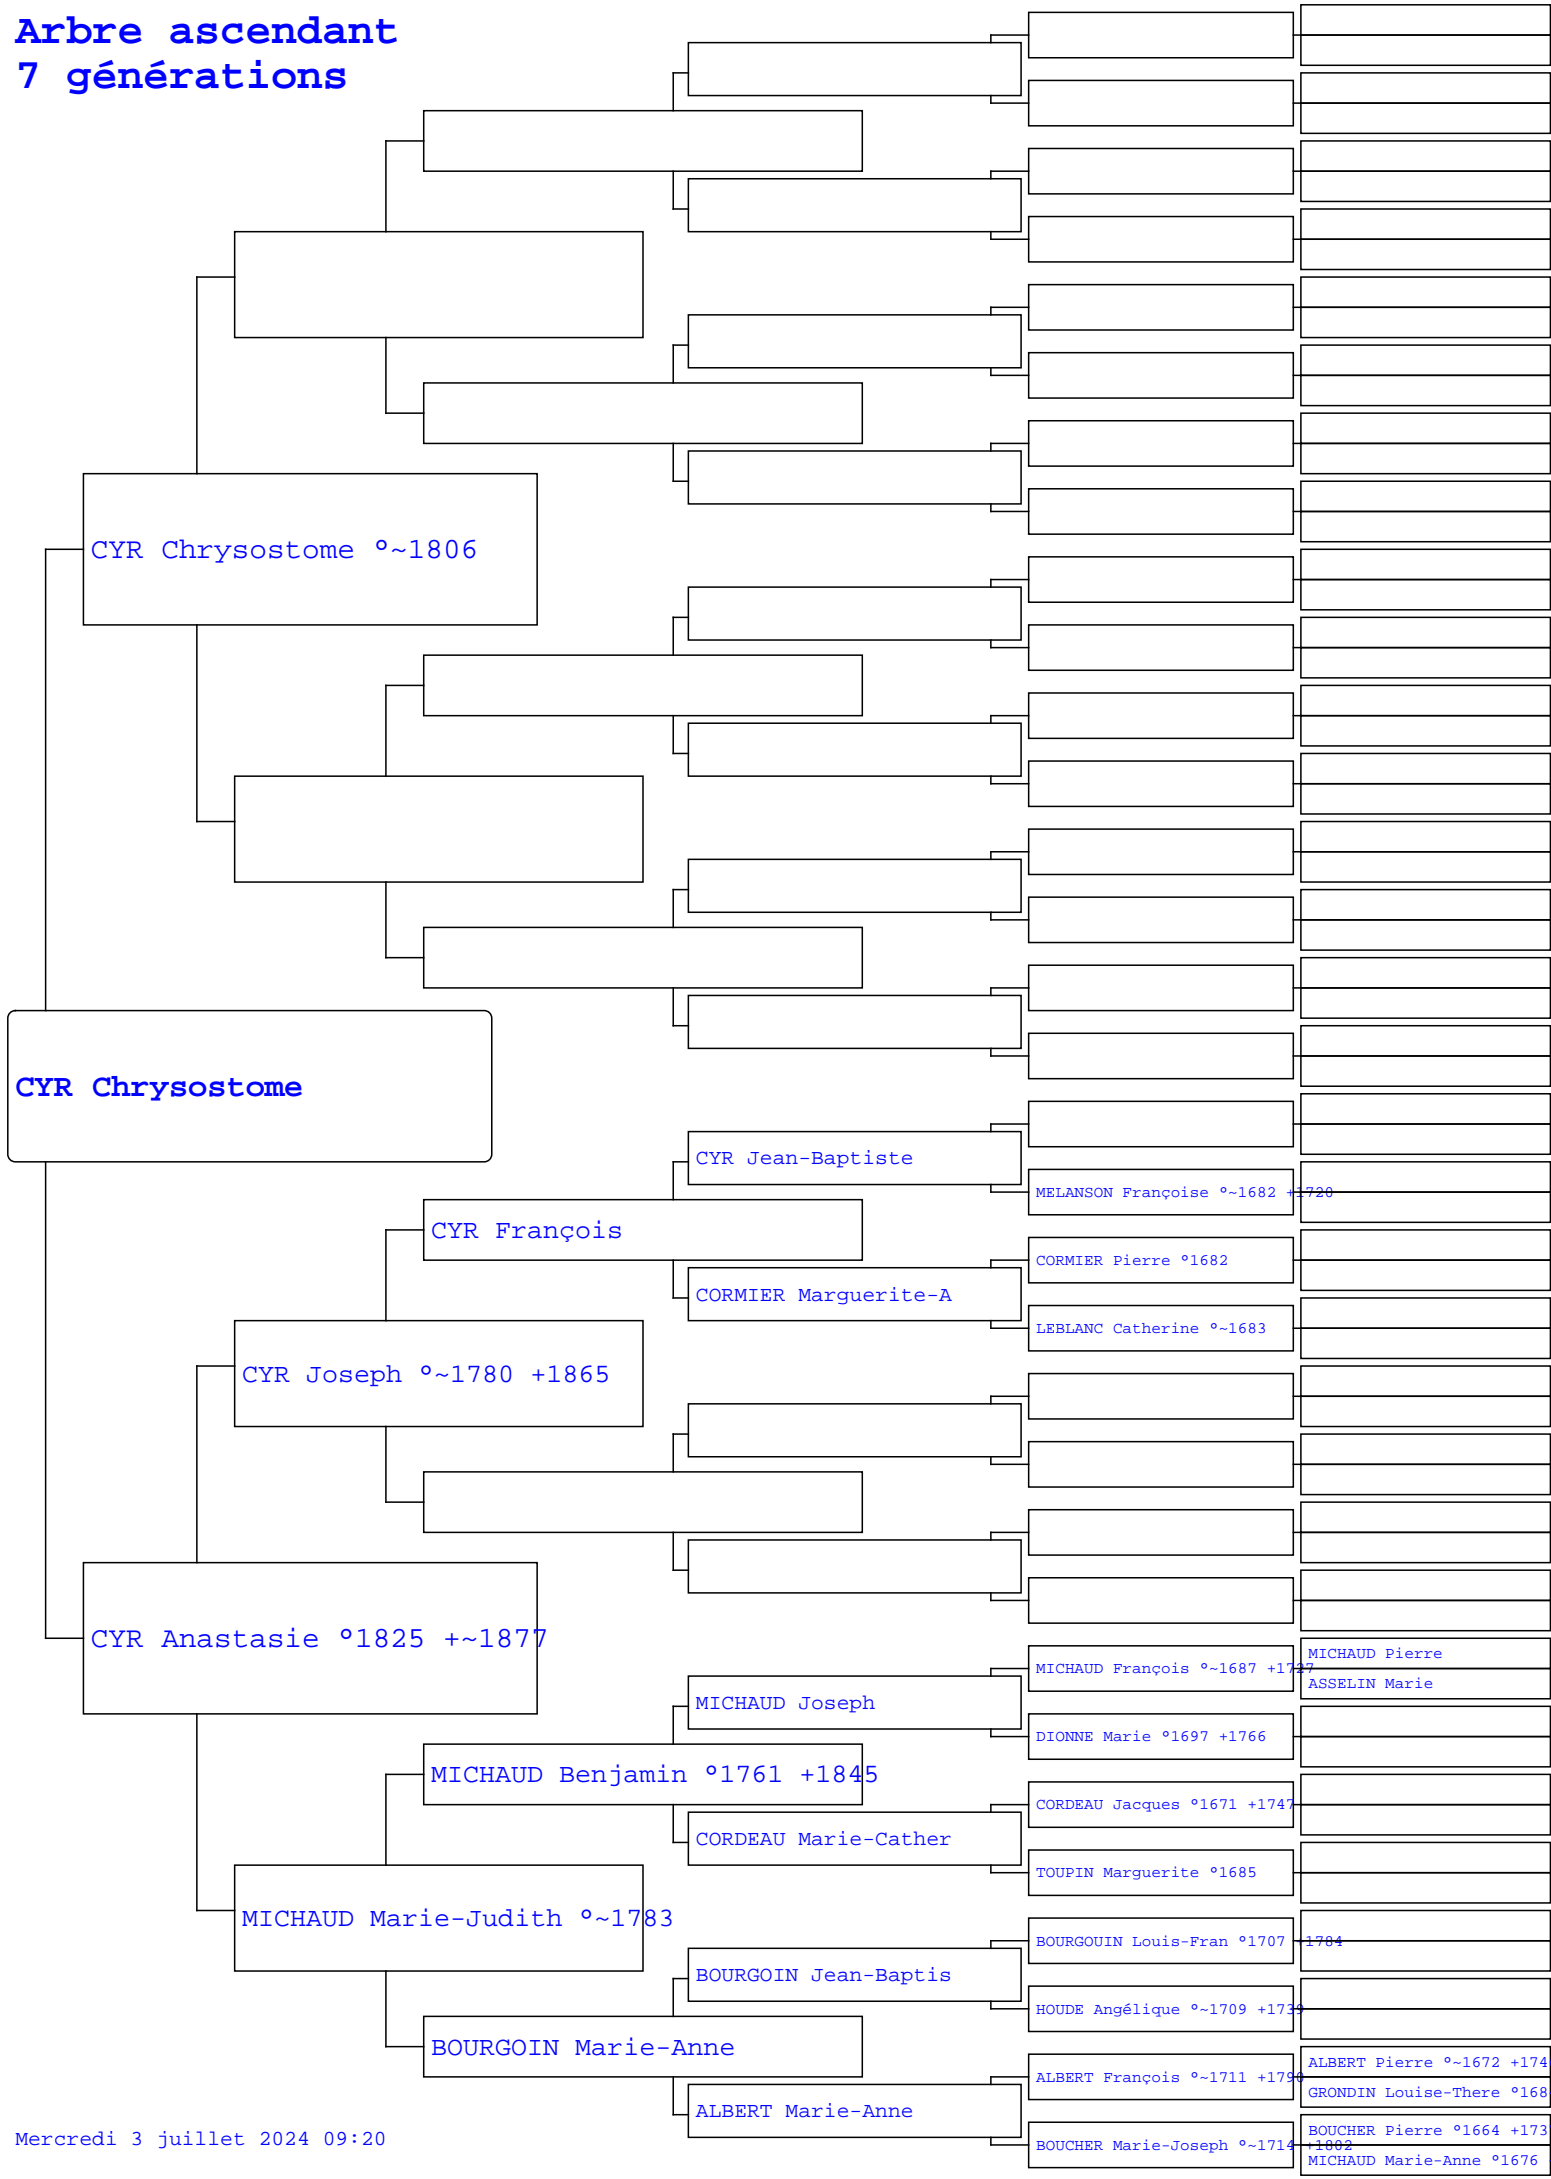 Arbre ascendant
7 générations
CYR Chrysostome °~1806
CYR Chrysostome
CYR Jean-Baptiste
MELANSON Françoise °~1682 +1720
CYR François
CORMIER Pierre °1682
CORMIER Marguerite-A
LEBLANC Catherine °~1683
CYR Joseph °~1780 +1865
CYR Anastasie °1825 +~1877
MICHAUD Pierre
MICHAUD François °~1687 +1727
ASSELIN Marie
MICHAUD Joseph
DIONNE Marie °1697 +1766
MICHAUD Benjamin °1761 +1845
CORDEAU Jacques °1671 +1747
CORDEAU Marie-Cather
TOUPIN Marguerite °1685
MICHAUD Marie-Judith °~1783
BOURGOUIN Louis-Fran °1707 +1784
BOURGOIN Jean-Baptis
HOUDE Angélique °~1709 +1739
BOURGOIN Marie-Anne
ALBERT Pierre °~1672 +174
ALBERT François °~1711 +1790
GRONDIN Louise-There °168
ALBERT Marie-Anne
BOUCHER Pierre °1664 +173
BOUCHER Marie-Joseph °~1714 +1802
MICHAUD Marie-Anne °1676
Mercredi 3 juillet 2024 09:20